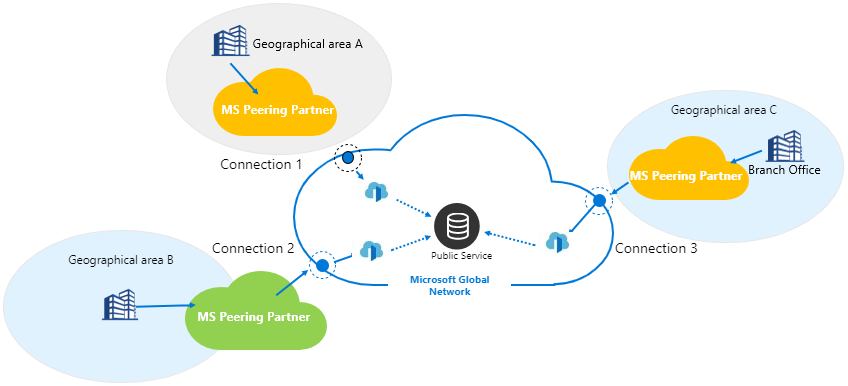 Geographical area A
MS Peering Partner
Connection 1
Geographical area C
MS Peering Partner
Branch Office
Connection 3
Public Service
Microsoft Global
Network
Connection 2
Geographical area B
MS Peering Partner